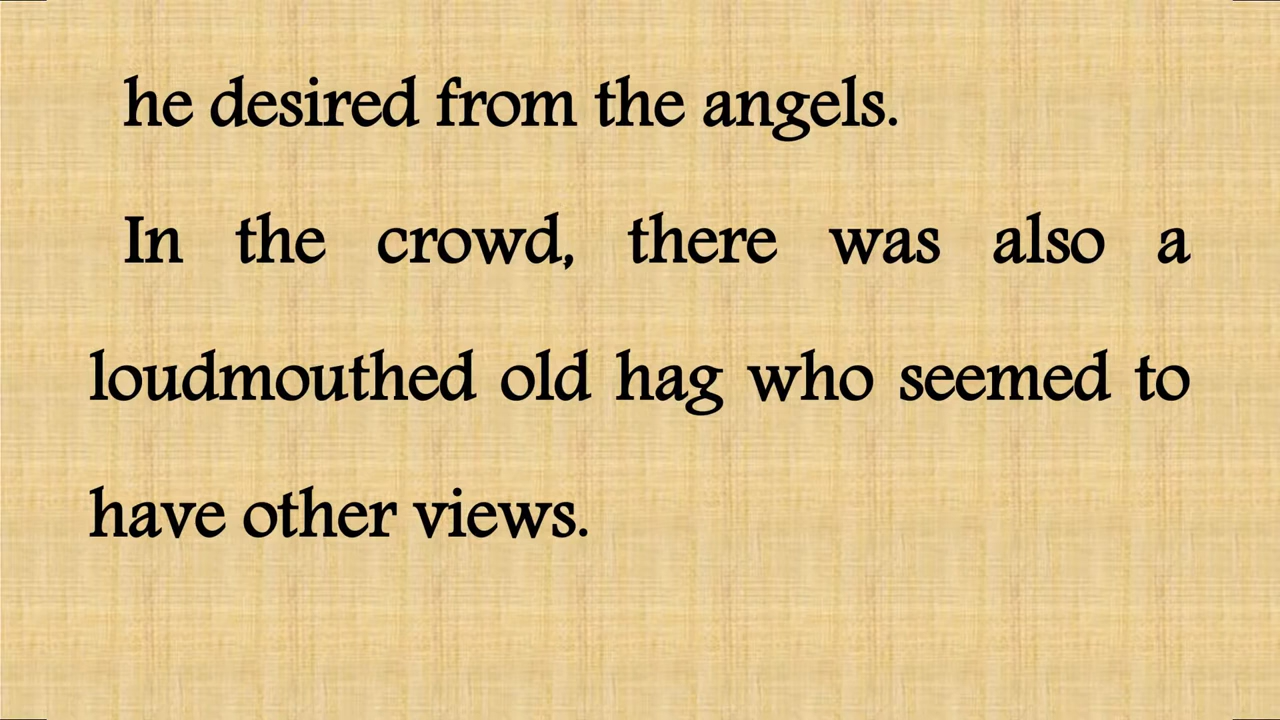 he desired from the angels.
In the crowd, there was also a
loudmouthed old hag who seemed to
have other views.